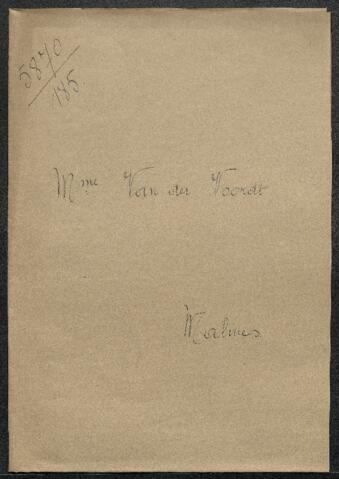 5870/185
Mme Van der Voordt
Malines